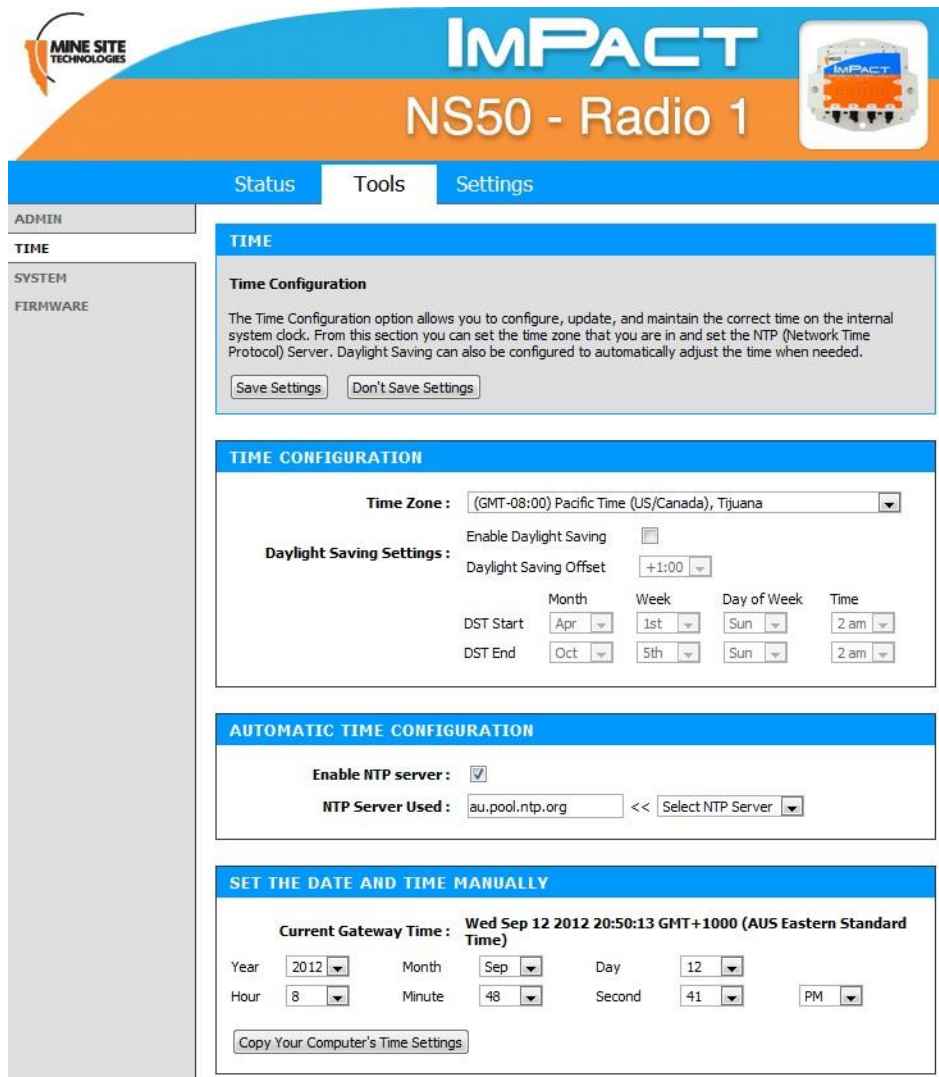 MINE SITE
TECHNOLOGIES
IMPACT
NS50 - Radio 1
IMPACT
Status Tools Settings
ADMIN
TIME
SYSTEM
FIRMWARE
TIME
Time Configuration
The Time Configuration option allows you to configure, update, and maintain the correct time on the internal
system clock. From this section you can set the time zone that you are in and set the NTP (Network Time
Protocol) Server. Daylight Saving can also be configured to automatically adjust the time when needed.
Save Settings Don't Save Settings
TIME CONFIGURATION
Time Zone : (GMT-08:00) Pacific Time (US/Canada), Tijuana
Daylight Saving Settings :
Enable Daylight Saving
Daylight Saving Offset +1:00
Month Week Day of Week Time
DST Start Apr 1st Sun 2 am
DST End Oct 5th Sun 2 am
AUTOMATIC TIME CONFIGURATION
Enable NTP server :
NTP Server Used : au.pool.ntp.org << Select NTP Server
SET THE DATE AND TIME MANUALLY
Current Gateway Time : Wed Sep 12 2012 20:50:13 GMT+1000 (AUS Eastern Standard
Time)
Year 2012 Month Sep Day 12
Hour 8 Minute 48 Second 41 PM
Copy Your Computer's Time Settings